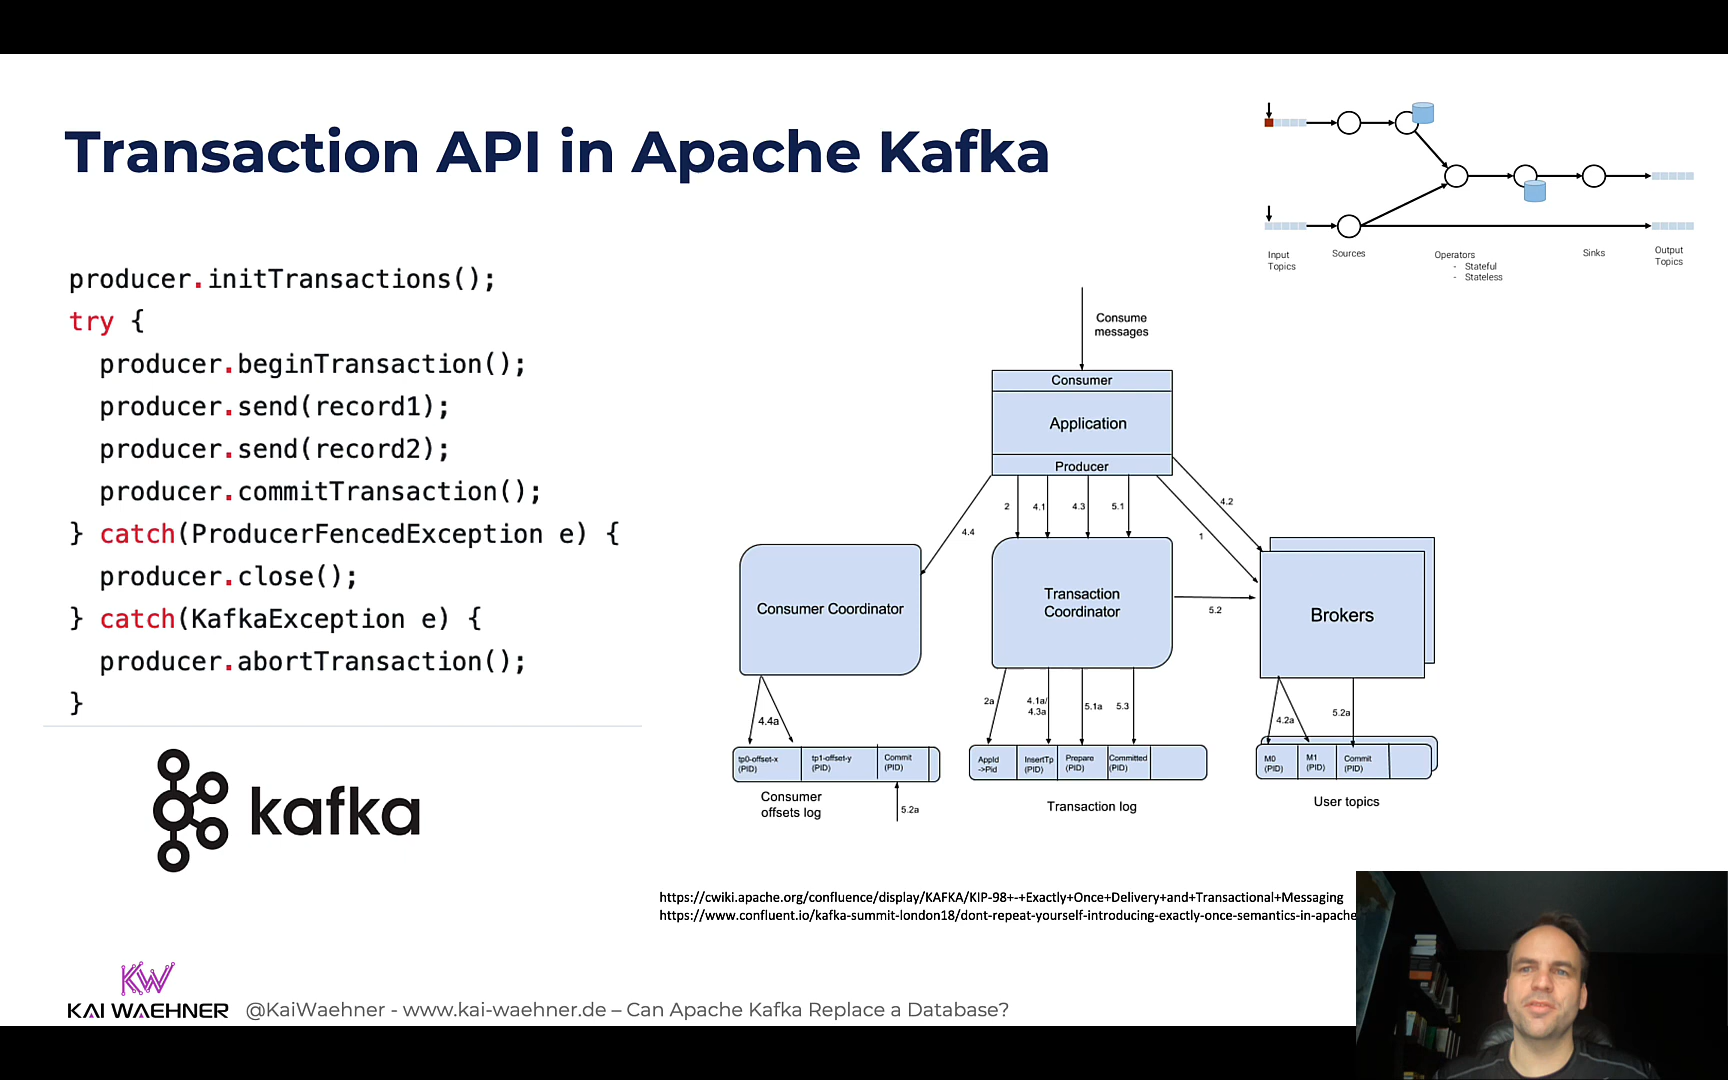 Transaction API in Apache Kafka
Input
Topics
Sources
Operators
- Stateful
- Stateless
Sinks
Output
Topics
producer.initTransactions();
try {
producer.beginTransaction();
producer.send(record1);
producer.send(record2);
producer.commitTransaction();
} catch(ProducerFencedException e) {
producer.close();
} catch(KafkaException e) {
producer.abortTransaction();
}
kafka
Consume
messages
Consumer
Application
Producer
4.4
2
4.1
4.3
5.1
1
4.2
Consumer Coordinator
Transaction
Coordinator
5.2
Brokers
4.4a
2a
4.1a/
4.3a
5.1a
5.3
4.2a
5.2a
tp0-offset-x
(PID)
tp1-offset-y
(PID)
Commit
(PID)
AppId
->Pid
InsertTp
(PID)
Prepare
(PID)
Committed
(PID)
M0
(PID)
M1
(PID)
Commit
(PID)
Consumer
offsets log
5.2a
Transaction log
User topics
https://cwiki.apache.org/confluence/display/KAFKA/KIP-98+-+Exactly+Once+Delivery+and+Transactional+Messaging
https://www.confluent.io/kafka-summit-london18/dont-repeat-yourself-introducing-exactly-once-semantics-in-apache
KW
KAI WAEHNER
@KaiWaehner - www.kai-waehner.de – Can Apache Kafka Replace a Database?